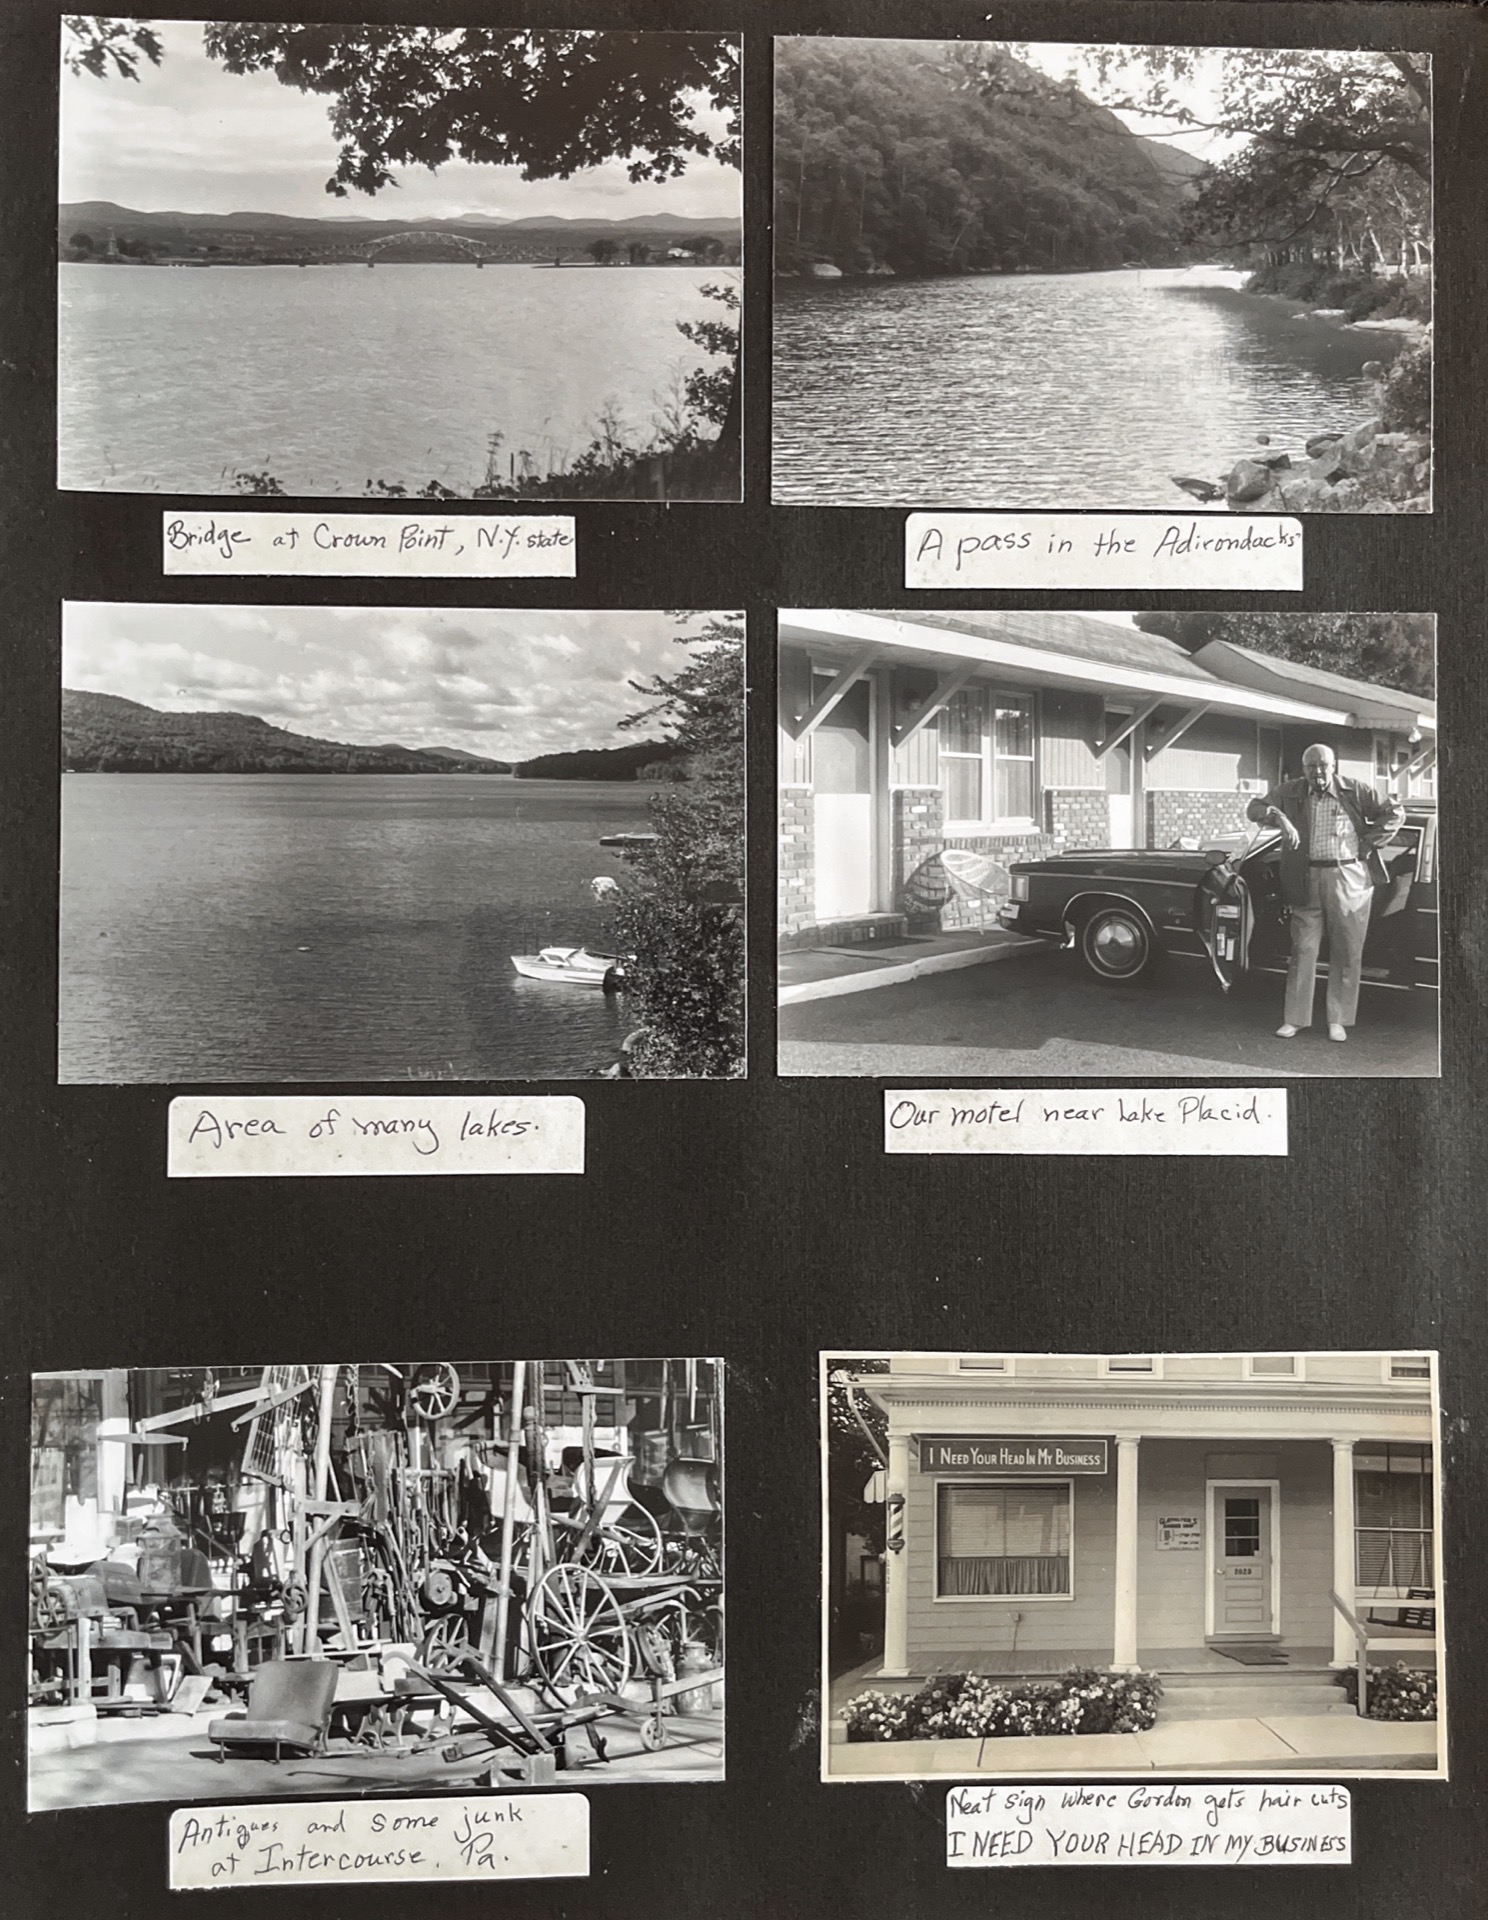 Bridge at Crown Point, N.Y. state
A pass in the Adirondacks
Area of many lakes.
Our motel near Lake Placid.
Antiques and some junk
at Intercourse, Pa.
I NEED YOUR HEAD IN MY BUSINESS
BARBER SHOP
2023
Neat sign where Gordon gets hair cuts
I NEED YOUR HEAD IN MY BUSINESS